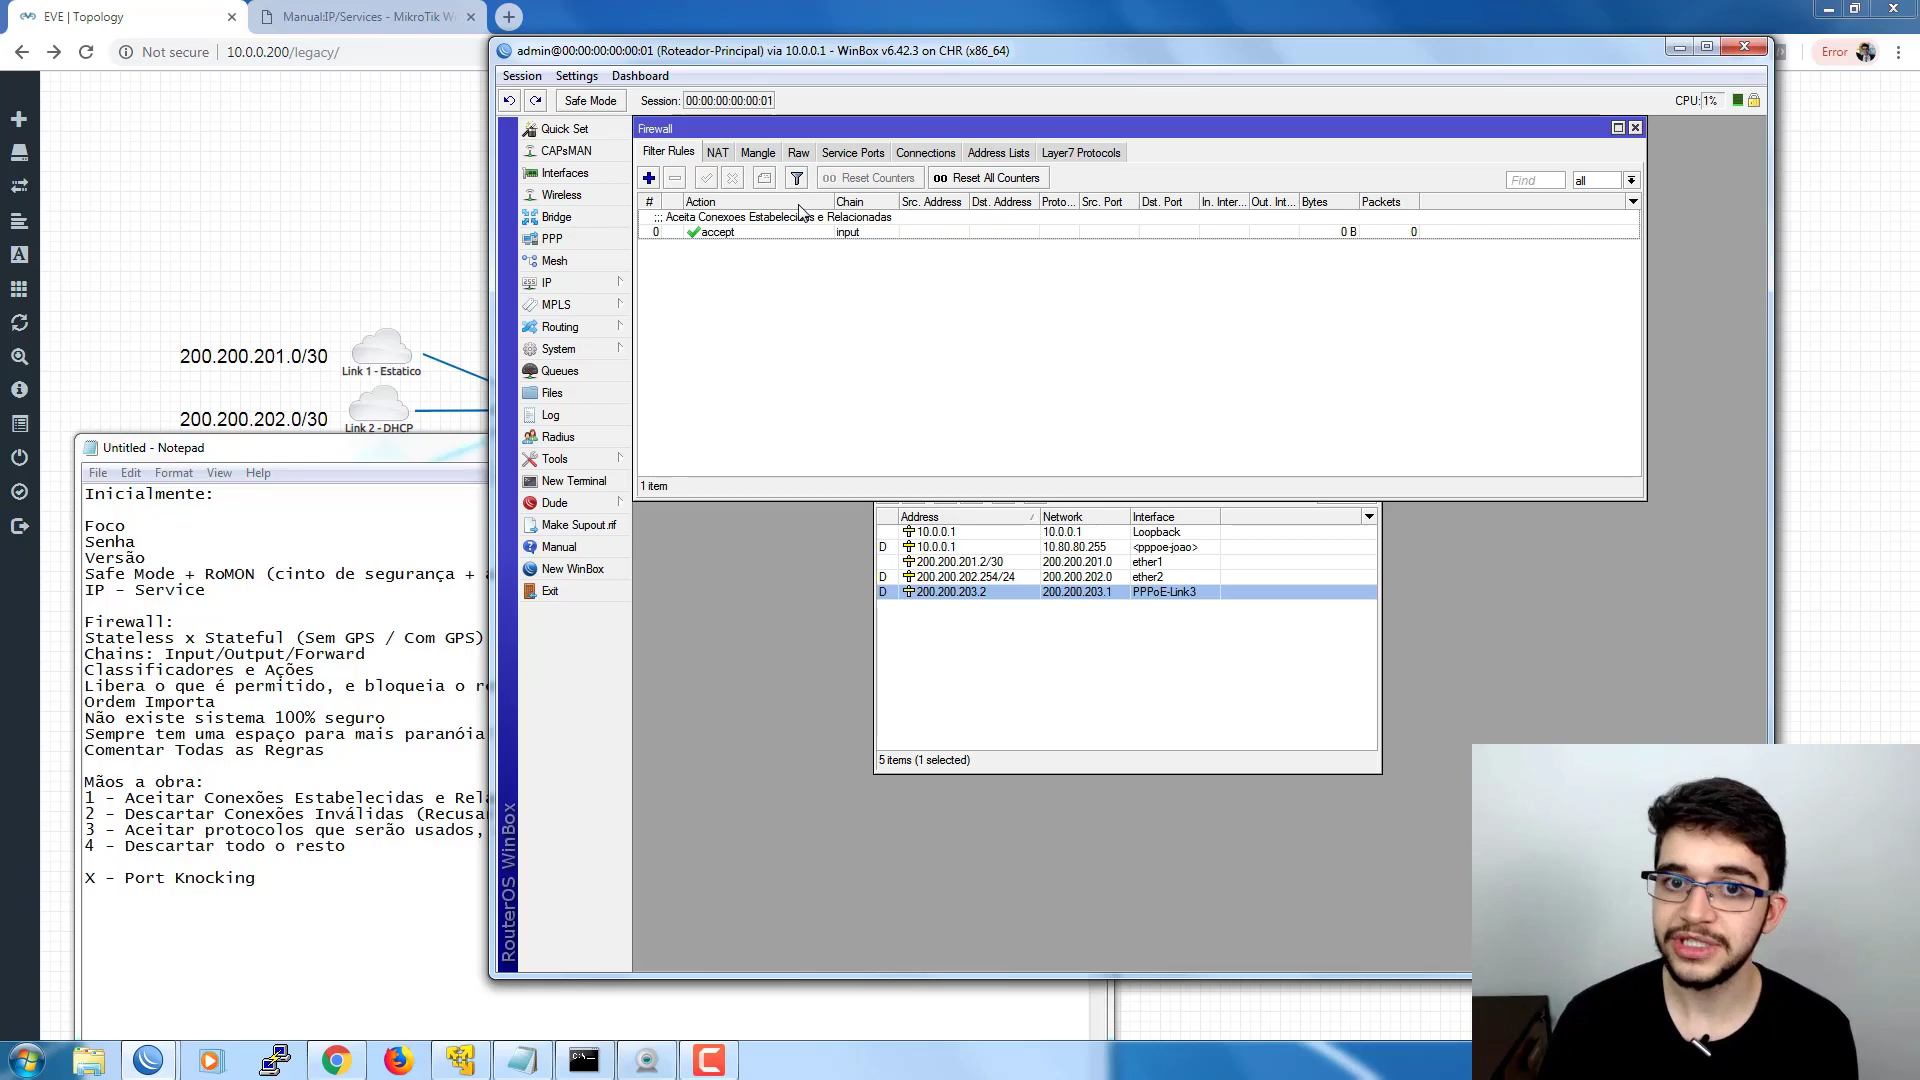 EVE | Topology
Manual:IP/Services - MikroTik W
Not secure
10.0.0.200/legacy/
Error
admin@00:00:00:00:00:01 (Roteador-Principal) via 10.0.0.1 - WinBox v6.42.3 on CHR (x86_64)
Session Settings Dashboard
Safe Mode Session: 00:00:00:00:00:01 CPU: 1%
Quick Set
CAPsMAN
Interfaces
Wireless
Bridge
PPP
Mesh
IP
MPLS
Routing
System
Queues
Files
Log
Radius
Tools
New Terminal
Dude
Make Supout.rif
Manual
New WinBox
Exit
RouterOS WinBox
Firewall
Filter Rules NAT Mangle Raw Service Ports Connections Address Lists Layer7 Protocols
00 Reset Counters 00 Reset All Counters Find all
# Action Chain Src. Address Dst. Address Proto... Src. Port Dst. Port In. Inter... Out. Int... Bytes Packets
;;; Aceita Conexoes Estabelecidas e Relacionadas
0 accept input 0 B 0
1 item
Address Network Interface
10.0.0.1 10.0.0.1 Loopback
D 10.0.0.1 10.80.80.255 <pppoe-joao>
200.200.201.2/30 200.200.201.0 ether1
D 200.200.202.254/24 200.200.202.0 ether2
D 200.200.203.2 200.200.203.1 PPPoE-Link3
5 items (1 selected)
200.200.201.0/30
Link 1 - Estatico
200.200.202.0/30
Link 2 - DHCP
Untitled - Notepad
File Edit Format View Help
Inicialmente:
Foco
Senha
Versão
Safe Mode + RoMON (cinto de segurança +
IP - Service
Firewall:
Stateless x Stateful (Sem GPS / Com GPS)
Chains: Input/Output/Forward
Classificadores e Ações
Libera o que é permitido, e bloqueia o re
Ordem Importa
Não existe sistema 100% seguro
Sempre tem uma espaço para mais paranóia
Comentar Todas as Regras
Mãos a obra:
1 - Aceitar Conexões Estabelecidas e Rela
2 - Descartar Conexões Inválidas (Recusar
3 - Aceitar protocolos que serão usados,
4 - Descartar todo o resto
X - Port Knocking